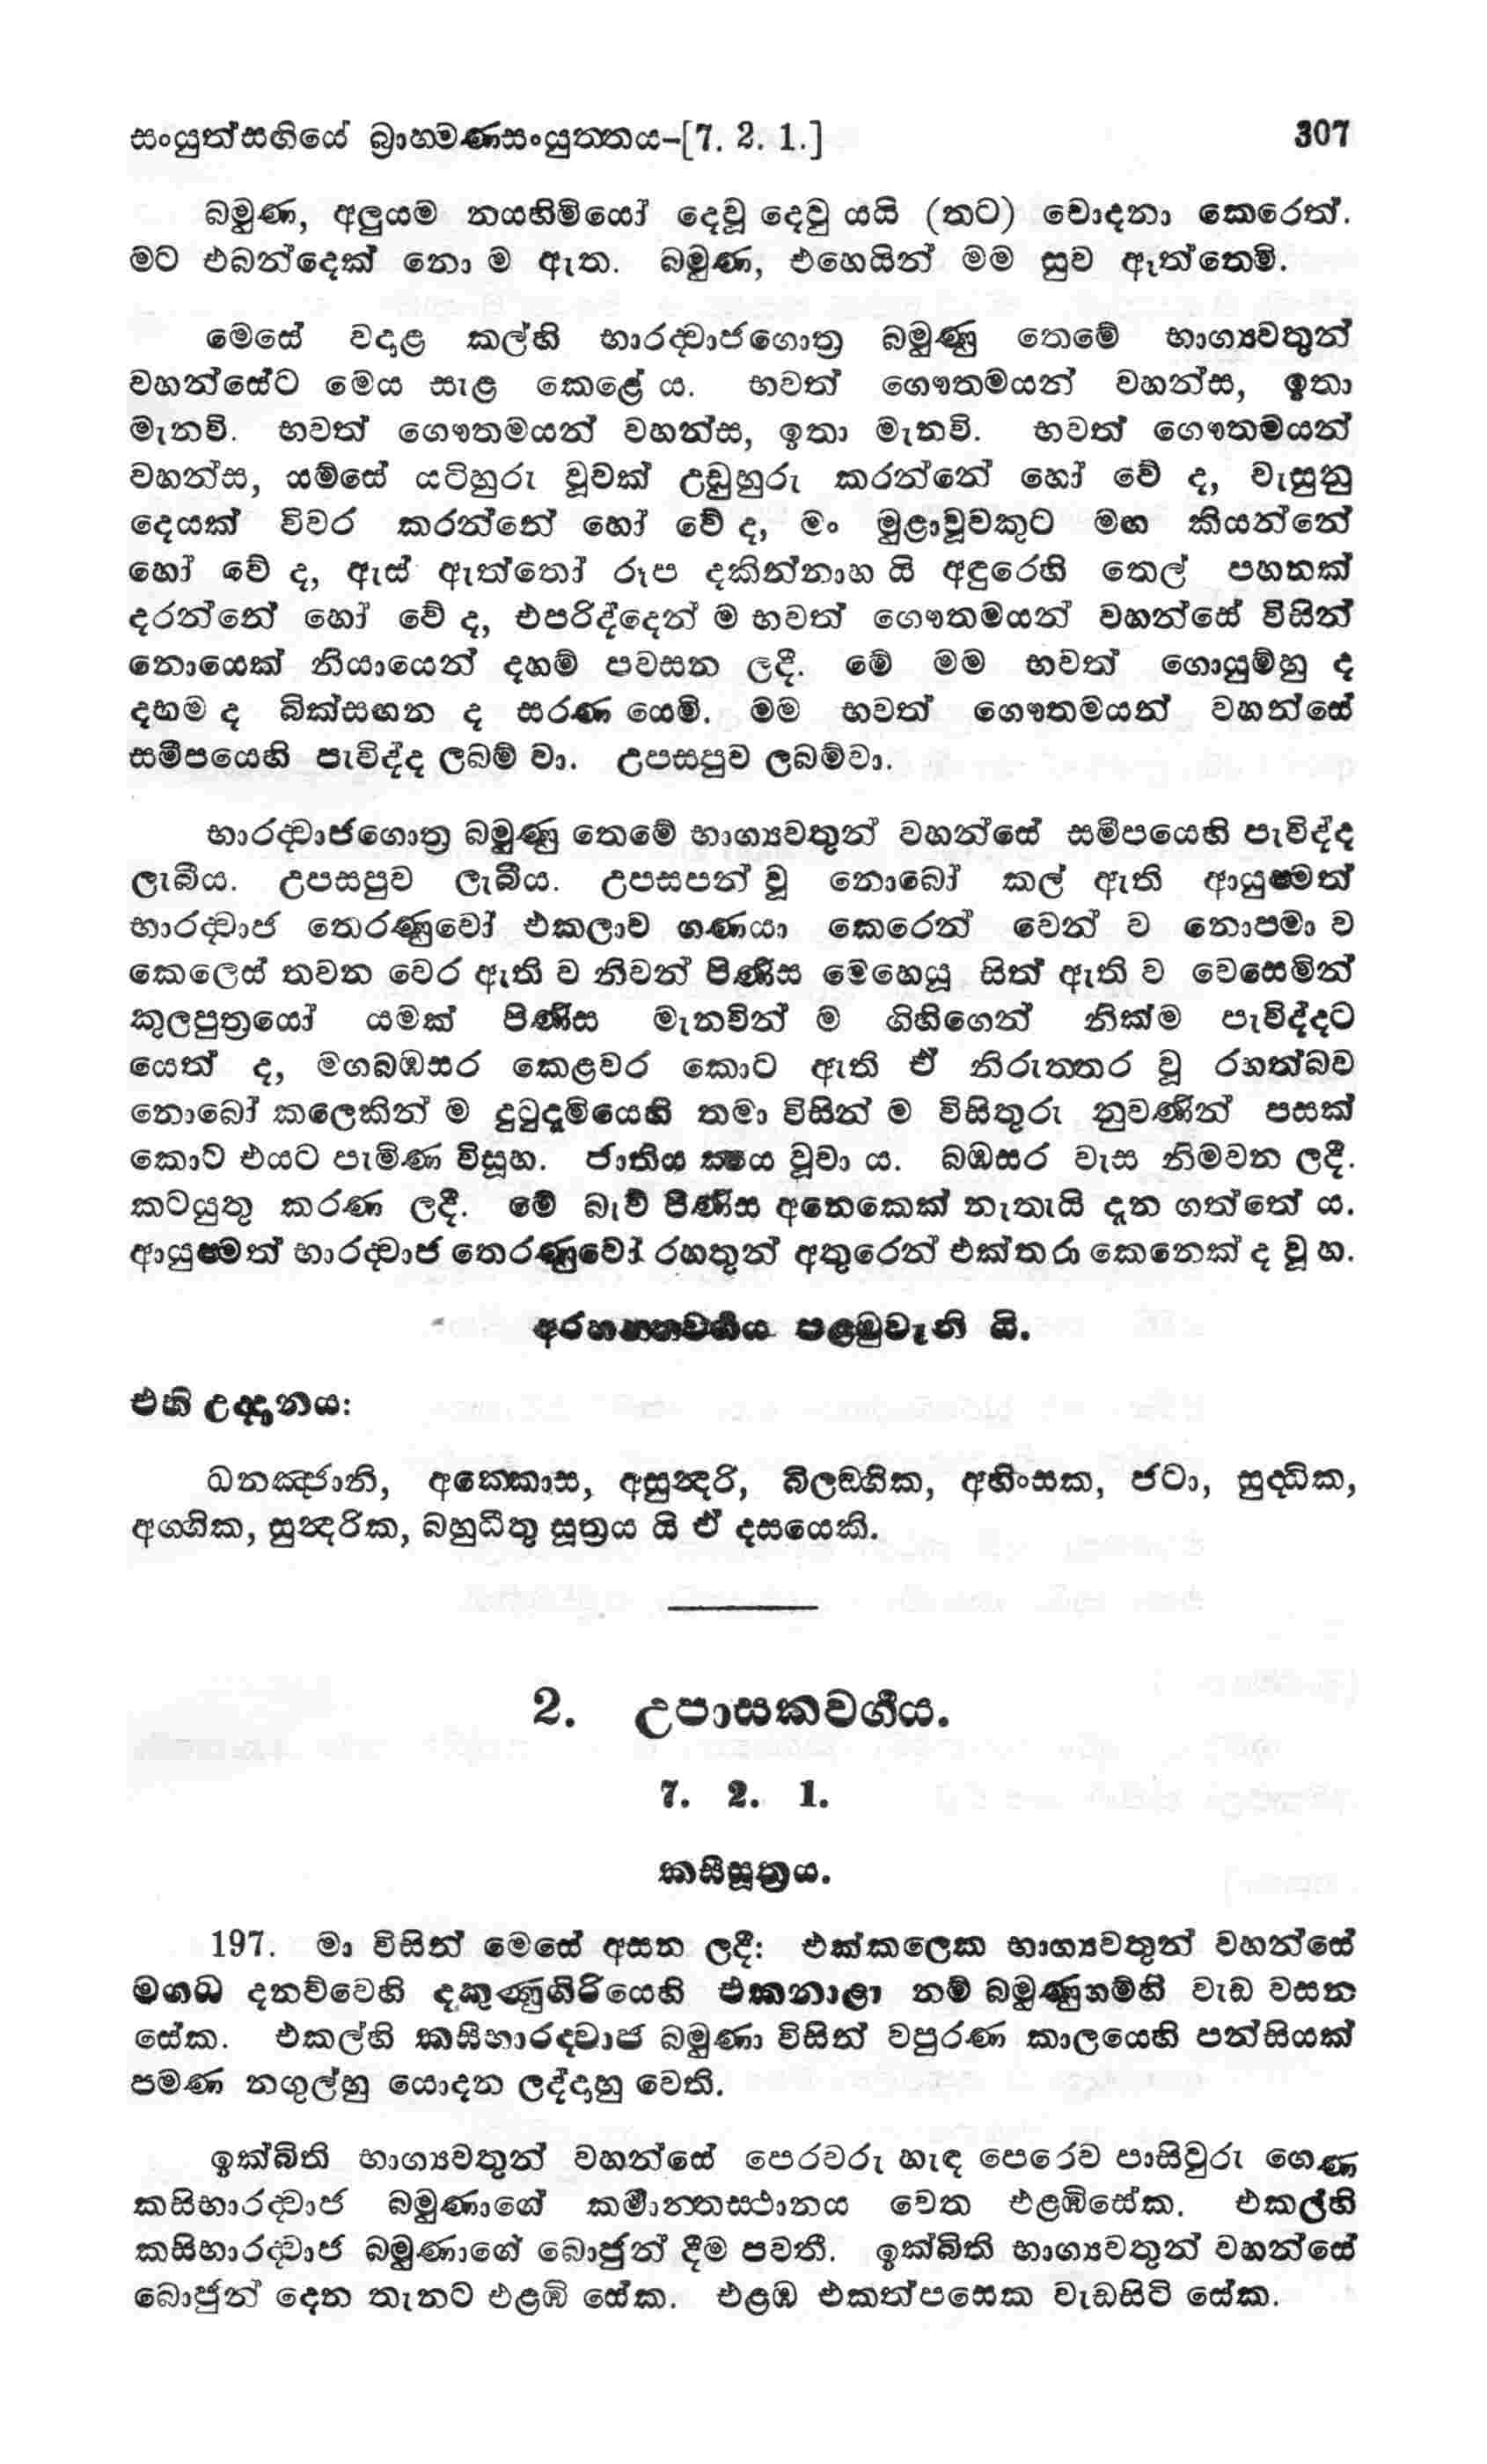 සංයුත්සඟියේ බ්‍රාහ්මණසංයුත්තය-[7. 2. 1.] 307
බමුණ, අලුයම නයහිමියෝ දෙවූ දෙවු යයි (තට) චොදනා කෙරෙත්.
මට එබන්දෙක් නො ම ඇත. බමුණ, එහෙයින් මම සුව ඇත්තෙමි.
මෙසේ වදාළ කල්හි භාරද්වාජගොත්‍ර බමුණු තෙමේ භාග්‍යවතුන්
වහන්සේට මෙය සැළ කෙළේ ය. භවත් ගෞතමයන් වහන්ස, ඉතා
මැනවි. භවත් ගෞතමයන් වහන්ස, ඉතා මැනවි. භවත් ගෞතමයන්
වහන්ස, යම්සේ යටිහුරු වූවක් උඩුහුරු කරන්නේ හෝ වේ ද, වැසුනු
දෙයක් විවර කරන්නේ හෝ වේ ද, මං මුළාවූවකුට මඟ කියන්නේ
හෝ වේ ද, ඇස් ඇත්තෝ රූප දකින්නාහ යි අඳුරෙහි තෙල් පහනක්
දරන්නේ හෝ වේ ද, එපරිද්දෙන් ම භවත් ගෞතමයන් වහන්සේ විසින්
නොයෙක් නියායෙන් දහම් පවසන ලදී. මේ මම භවත් ගොයුම්හු ද
දහම ද බික්සඟන ද සරණ යෙමි. මම භවත් ගෞතමයන් වහන්සේ
සමීපයෙහි පැවිද්ද ලබම් වා. උපසපුව ලබම්වා.
භාරද්වාජගොත්‍ර බමුණු තෙමේ භාග්‍යවතුන් වහන්සේ සමීපයෙහි පැවිද්ද
ලැබීය. උපසපුව ලැබීය. උපසපන් වූ නොබෝ කල් ඇති ආයුෂ්මත්
භාරද්වාජ තෙරණුවෝ එකලාව ගණයා කෙරෙන් වෙන් ව නොපමා ව
කෙලෙස් තවන වෙර ඇති ව නිවන් පිණිස මෙහෙයූ සිත් ඇති ව වෙසෙමින්
කුලපුත්‍රයෝ යමක් පිණිස මැනවින් ම ගිහිගෙන් නික්ම පැවිද්දට
යෙත් ද, මගබඹසර කෙළවර කොට ඇති ඒ නිරුත්තර වූ රහත්බව
නොබෝ කලෙකින් ම දුටුදැමියෙහි තමා විසින් ම විසිතුරු නුවණින් පසක්
කොට එයට පැමිණ විසූහ. ජාතිය ක්ෂය වූවා ය. බඹසර වැස නිමවන ලදී.
කටයුතු කරණ ලදී. මේ බැව් පිණිස අනෙකෙක් නැතැයි දැන ගත්තේ ය.
ආයුෂ්මත් භාරද්වාජ තෙරණුවෝ රහතුන් අතුරෙන් එක්තරා කෙනෙක් ද වූ හ.
අරහන්තවර්ගය පළමුවැනි යි.
එහි උද්දානය:
ධනඤ්ජානි, අක්කොස, අසුන්දරි, බිලඞ්ගික, අහිංසක, ජටා, සුද්ධික,
අග්ගික, සුන්දරික, බහුධීතු සූත්‍රය යි ඒ දසයෙකි.
2. උපාසකවර්ගය.
7. 2. 1.
කසීසූත්‍රය.
197. මා විසින් මෙසේ අසන ලදී: එක්කලෙක භාග්‍යවතුන් වහන්සේ
මගධ දනව්වෙහි දකුණුගිරියෙහි එකනාළා නම් බමුණුගම්හි වැඩ වසන
සේක. එකල්හි කසීභාරද්වාජ බමුණා විසින් වපුරණ කාලයෙහි පන්සියක්
පමණ නගුල්හු යොදන ලද්දාහු වෙති.
ඉක්බිති භාග්‍යවතුන් වහන්සේ පෙරවරු හැඳ පෙරෙව පාසිවුරු ගෙණ
කසිභාරද්වාජ බමුණාගේ කර්මාන්තස්ථානය වෙත එළඹිසේක. එකල්හි
කසිභාරද්වාජ බමුණාගේ බොජුන් දීම පවතී. ඉක්බිති භාග්‍යවතුන් වහන්සේ
බොජුන් දෙන තැනට එළඹි සේක. එළඹ එකත්පසෙක වැඩසිටි සේක.